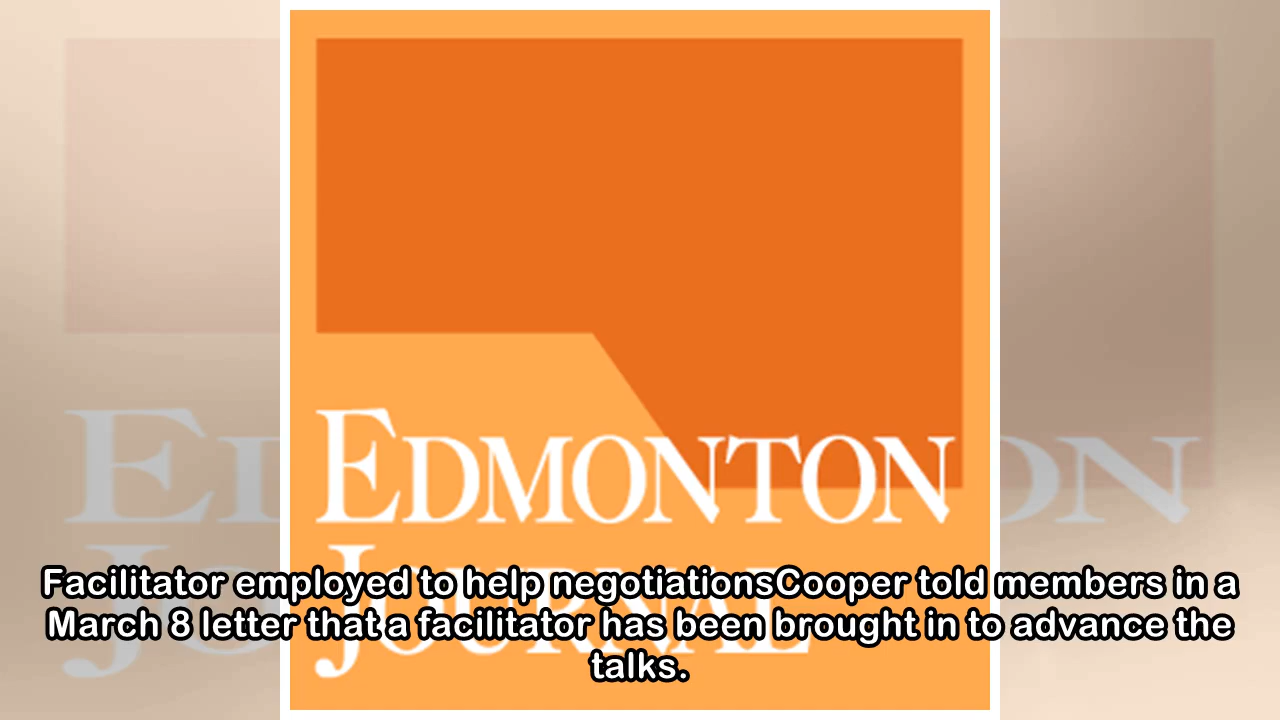 EDMONTON
JOURNAL
Facilitator employed to help negotiationsCooper told members in a
March 8 letter that a facilitator has been brought in to advance the
talks.